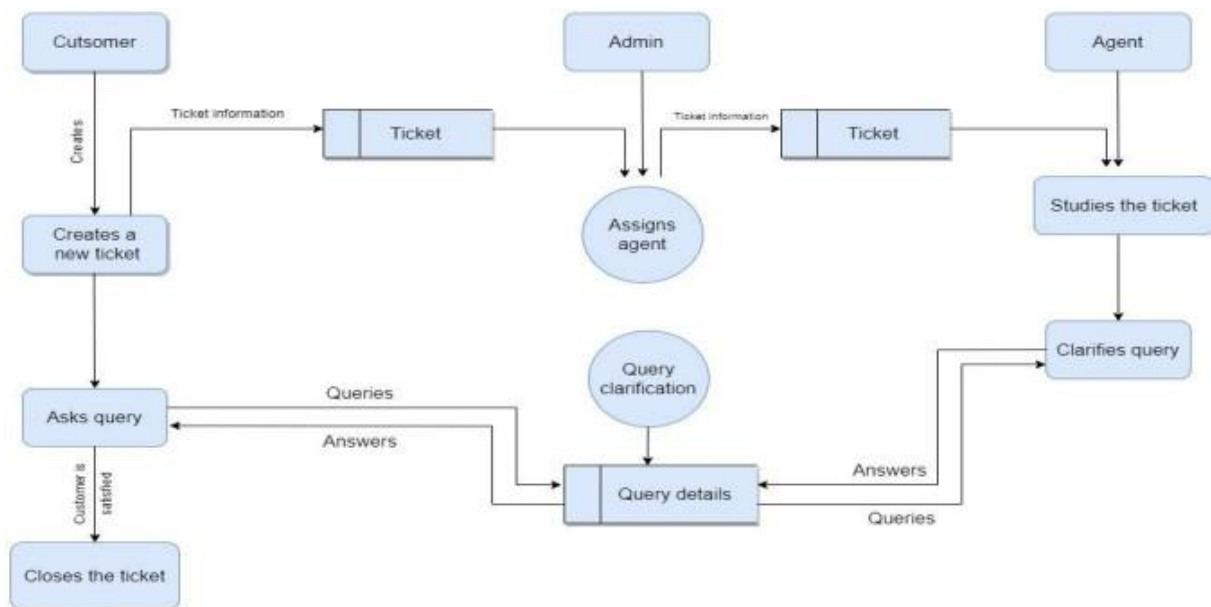 Cutsomer
Admin
Agent
Creates
Ticket information
Ticket
Ticket information
Ticket
Creates a
new ticket
Assigns
agent
Studies the ticket
Asks query
Queries
Answers
Query
clarification
Clarifies query
Query details
Answers
Queries
Customer is
satisfied
Closes the ticket